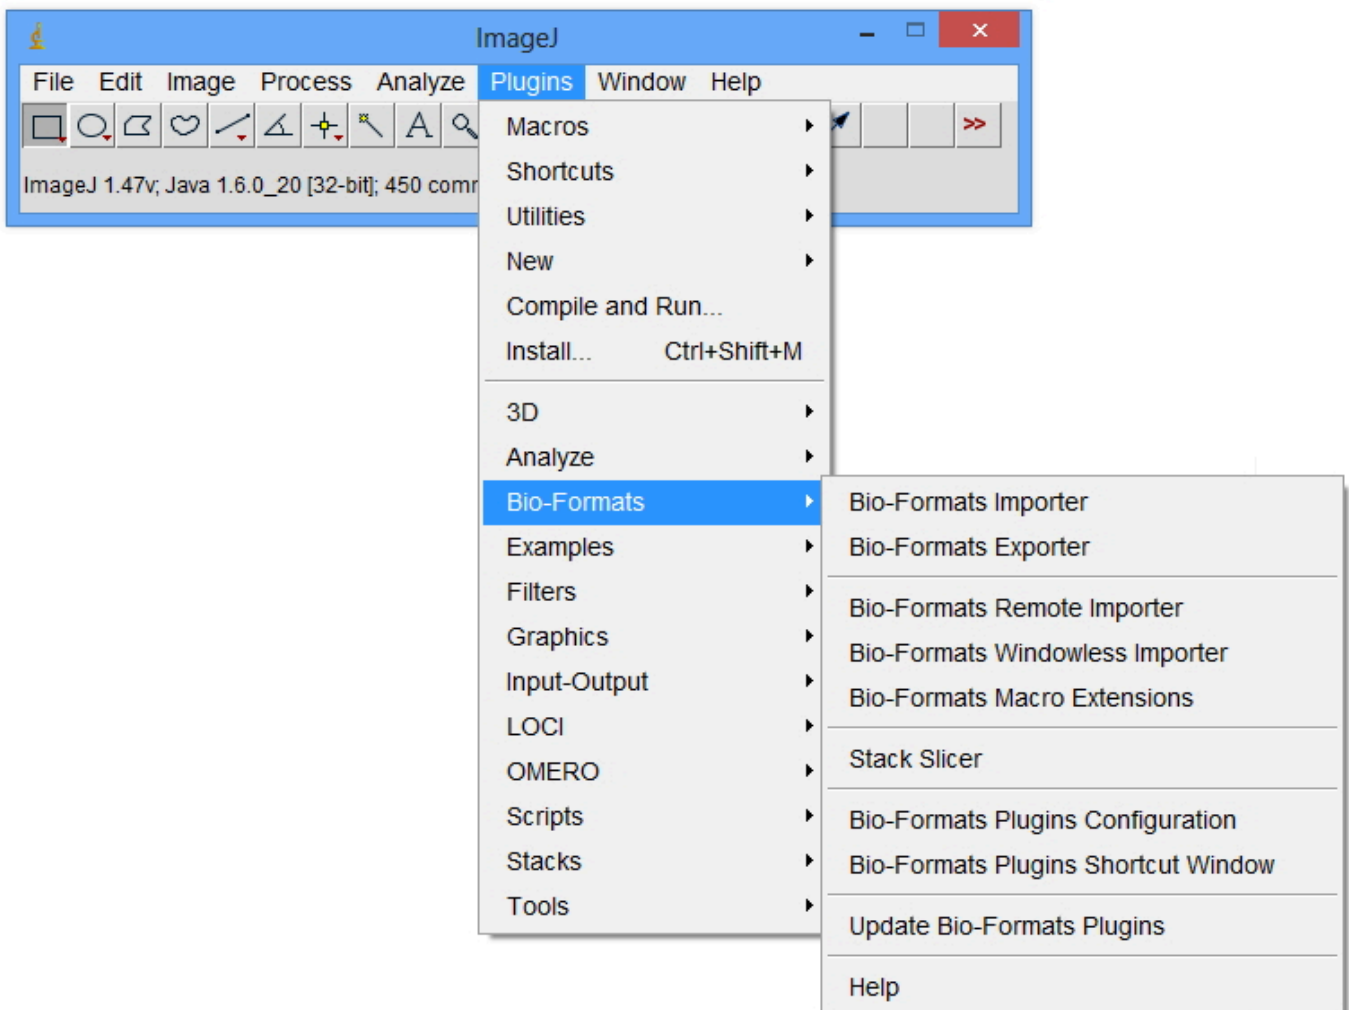 ImageJ
File Edit Image Process Analyze Plugins Window Help
A >>
ImageJ 1.47v; Java 1.6.0_20 [32-bit]; 450
Macros
Shortcuts
Utilities
New
Compile and Run...
Install... Ctrl+Shift+M
3D
Analyze
Bio-Formats
Examples
Filters
Graphics
Input-Output
LOCI
OMERO
Scripts
Stacks
Tools
Bio-Formats Importer
Bio-Formats Exporter
Bio-Formats Remote Importer
Bio-Formats Windowless Importer
Bio-Formats Macro Extensions
Stack Slicer
Bio-Formats Plugins Configuration
Bio-Formats Plugins Shortcut Window
Update Bio-Formats Plugins
Help